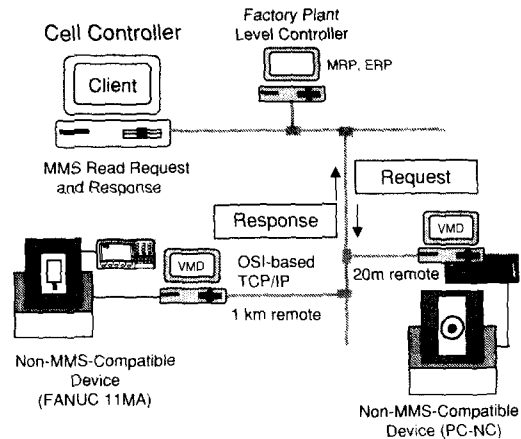 Factory Plant
Level Controller
Cell Controller
Client
MRP, ERP
MMS Read Request
and Response
Request
Response
VMD
VMD
OSI-based
TCP/IP
20m remote
1 km remote
Non-MMS-Compatible
Device
(FANUC 11MA)
Non-MMS-Compatible
Device (PC-NC)